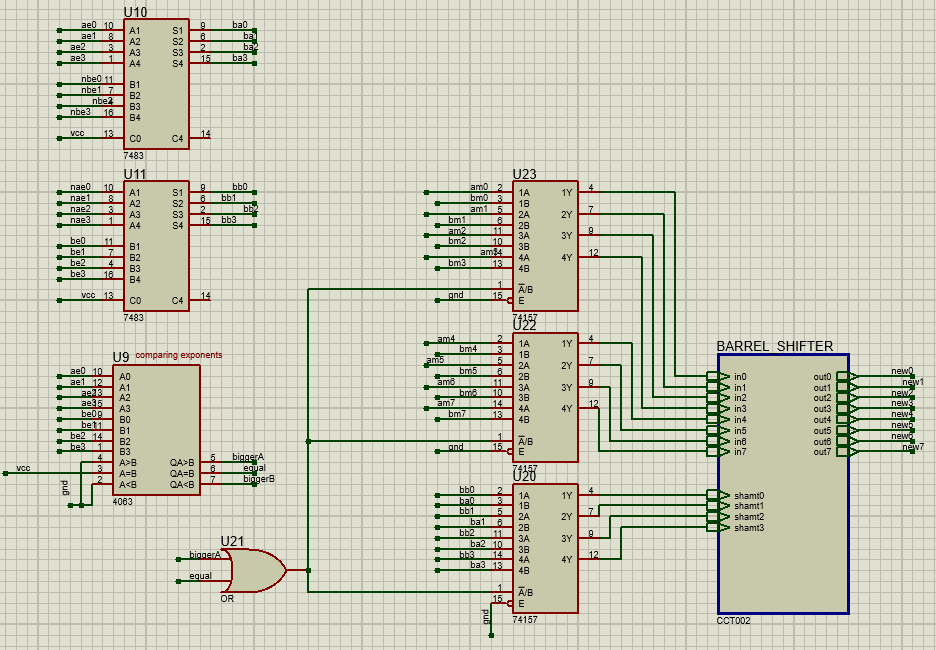 U10
ae0 10 A1 S1 9 ba0
ae1 8 A2 S2 6 ba1
ae2 3 A3 S3 2 ba2
ae3 1 A4 S4 15 ba3
nbe0 11 B1
nbe1 7 B2
nbe2 4 B3
nbe3 16 B4
vcc 13 C0 C4 14
7483
U11
nae0 10 A1 S1 9 bb0
nae1 8 A2 S2 6 bb1
nae2 3 A3 S3 2 bb2
nae3 1 A4 S4 15 bb3
be0 11 B1
be1 7 B2
be2 4 B3
be3 16 B4
vcc 13 C0 C4 14
7483
U9 comparing exponents
ae0 10 A0
ae1 12 A1
ae2 13 A2
ae3 15 A3
be0 9 B0
be1 11 B1
be2 14 B2
be3 1 B3
4 A>B QA>B 5 biggerA
vcc 3 A=B QA=B 6 equal
gnd 2 A<B QA<B 7 biggerB
4063
U21
biggerA
equal
OR
U23
am0 2 1A 1Y 4
bm0 3 1B
am1 5 2A 2Y 7
bm1 6 2B
am2 11 3A 3Y 9
bm2 10 3B
am3 14 4A 4Y 12
bm3 13 4B
1 A/B
gnd 15 E
74157
U22
am4 2 1A 1Y 4
bm4 3 1B
am5 5 2A 2Y 7
bm5 6 2B
am6 11 3A 3Y 9
bm6 10 3B
am7 14 4A 4Y 12
bm7 13 4B
1 A/B
gnd 15 E
74157
U20
bb0 2 1A 1Y 4
ba0 3 1B
bb1 5 2A 2Y 7
ba1 6 2B
bb2 11 3A 3Y 9
ba2 10 3B
bb3 14 4A 4Y 12
ba3 13 4B
1 A/B
gnd 15 E
74157
BARREL_SHIFTER
in0 out0 new0
in1 out1 new1
in2 out2 new2
in3 out3 new3
in4 out4 new4
in5 out5 new5
in6 out6 new6
in7 out7 new7
shamt0
shamt1
shamt2
shamt3
CCT002